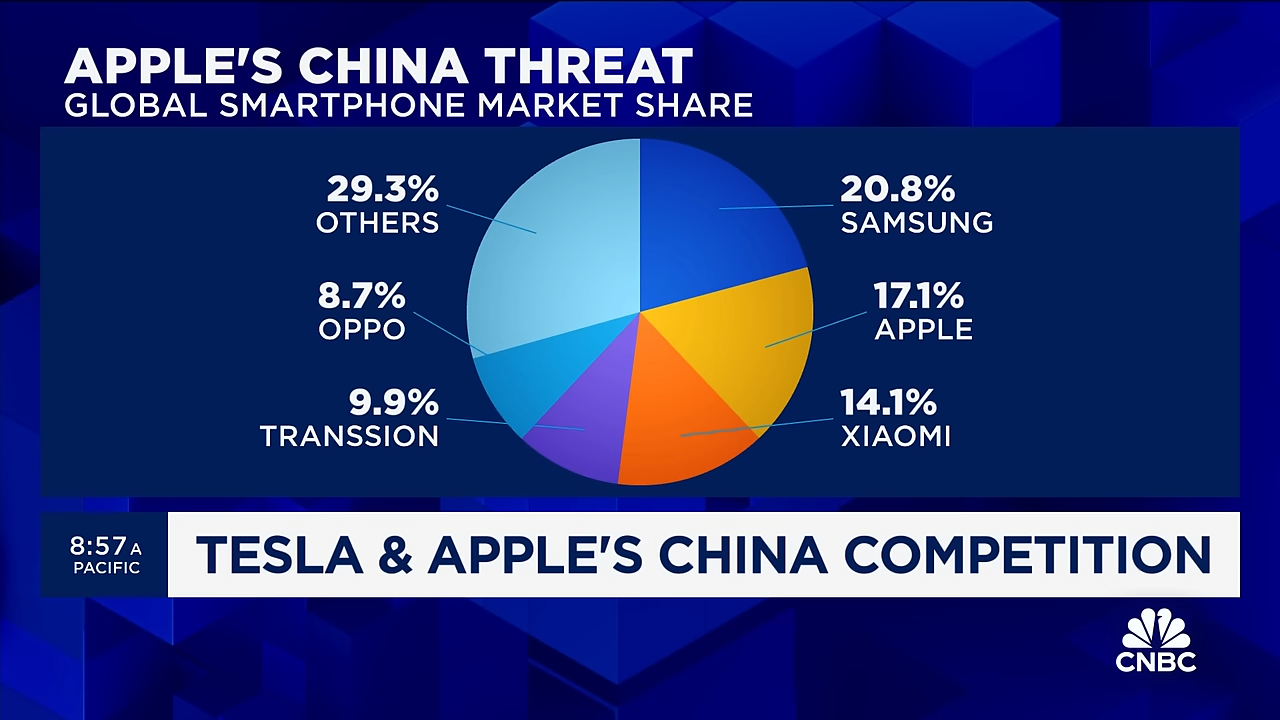 APPLE'S CHINA THREAT
GLOBAL SMARTPHONE MARKET SHARE
29.3%
OTHERS
20.8%
SAMSUNG
8.7%
OPPO
17.1%
APPLE
9.9%
TRANSSION
14.1%
XIAOMI
8:57 A
PACIFIC
TESLA & APPLE'S CHINA COMPETITION
CNBC